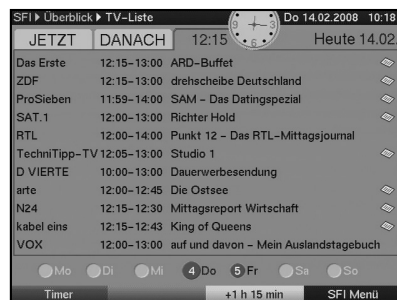 SFI ▶ Überblick ▶ TV-Liste Do 14.02.2008 10:18
JETZT DANACH 12:15 Heute 14.02.
9 3 6
Das Erste 12:15-13:00 ARD-Buffet
ZDF 12:15-13:00 drehscheibe Deutschland
ProSieben 11:59-14:00 SAM - Das Datingspezial
SAT.1 12:00-13:00 Richter Hold
RTL 12:00-14:00 Punkt 12 - Das RTL-Mittagsjournal
TechniTipp-TV 12:05-13:00 Studio 1
D VIERTE 10:00-13:00 Dauerwerbesendung
arte 12:00-12:45 Die Ostsee
N24 12:15-12:30 Mittagsreport Wirtschaft
kabel eins 12:15-12:43 King of Queens
VOX 12:00-13:00 auf und davon - Mein Auslandstagebuch
Mo Di Mi 4 Do 5 Fr Sa So
Timer +1 h 15 min SFI Menü